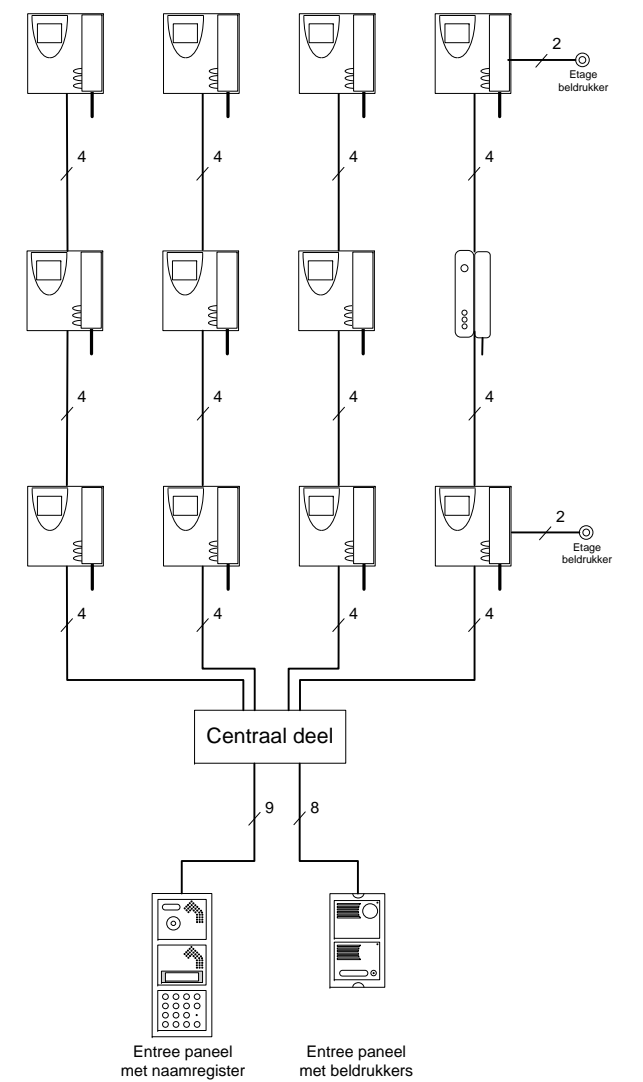 2
Etage
beldrukker
4 4 4 4
4 4 4 4
2
Etage
beldrukker
4 4 4 4
Centraal deel
9 8
Entree paneel
met naamregister
Entree paneel
met beldrukkers